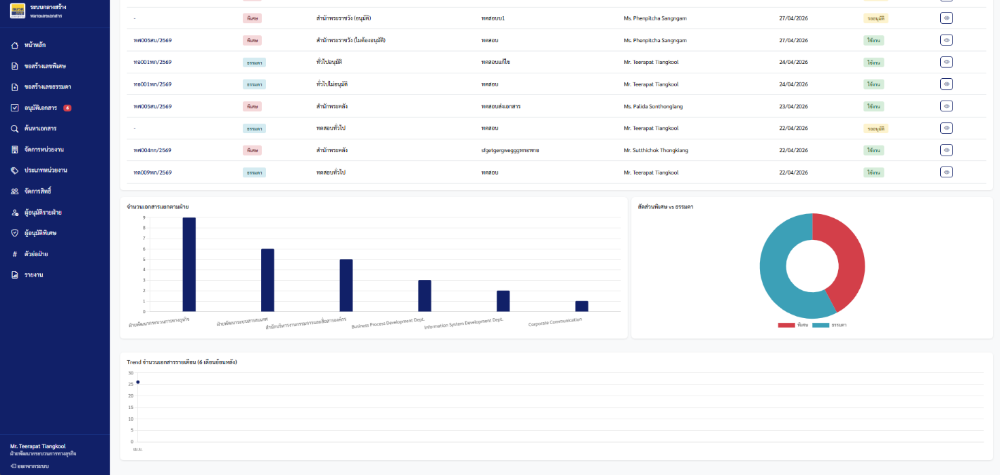 ระบบกลางสร้าง
หมายเลขเอกสาร
หน้าหลัก
ขอสร้างเลขพิเศษ
ขอสร้างเลขธรรมดา
อนุมัติเอกสาร 6
ค้นหาเอกสาร
จัดการหน่วยงาน
ประเภทหน่วยงาน
จัดการสิทธิ์
ผู้อนุมัติรายฝ่าย
ผู้อนุมัติพิเศษ
# ตัวย่อฝ่าย
รายงาน
Mr. Teerapat Tiangkool
ฝ่ายพัฒนากระบวนการทางธุรกิจ
ออกจากระบบ
- พิเศษ สำนักพระราชวัง (อนุมัติ) ทดสอบบ1 Ms. Phenpitcha Sangngam 27/04/2026 รออนุมัติ
พศ005สบ/2569 พิเศษ สำนักพระราชวัง (ไม่ต้องอนุมัติ) ทดสอบ Ms. Phenpitcha Sangngam 27/04/2026 ใช้งาน
ทอ001พก/2569 ธรรมดา ทั่วไปอนุมัติ ทดสอบแก้ไข Mr. Teerapat Tiangkool 24/04/2026 ใช้งาน
ทอ001พก/2569 ธรรมดา ทั่วไปไม่อนุมัติ ทดสอบ Mr. Teerapat Tiangkool 24/04/2026 ใช้งาน
พศ005สบ/2569 พิเศษ สำนักพระคลัง ทดสอบส่งเอกสาร Ms. Palida Sonthonglang 23/04/2026 ใช้งาน
- ธรรมดา ทดสอบทั่วไป ทดสอบ Mr. Teerapat Tiangkool 22/04/2026 รออนุมัติ
พศ004กก/2569 พิเศษ สำนักพระคลัง sfgetgergwegggหกอหกอ Mr. Sutthichok Thongkiang 22/04/2026 ใช้งาน
ทด009พก/2569 ธรรมดา ทดสอบทั่วไป ทดสอบ Mr. Teerapat Tiangkool 22/04/2026 ใช้งาน
จำนวนเอกสารแยกตามฝ่าย
9
8
7
6
5
4
3
2
1
0
ฝ่ายพัฒนากระบวนการทางธุรกิจ
ฝ่ายพัฒนาระบบสารสนเทศ
สำนักบริหารงานกรรมการและสื่อสารองค์กร
Business Process Development Dept.
Information System Development Dept.
Corporate Communication
สัดส่วนพิเศษ vs ธรรมดา
พิเศษ ธรรมดา
Trend จำนวนเอกสารรายเดือน (6 เดือนย้อนหลัง)
30
25
20
15
10
5
0
เม.ย.